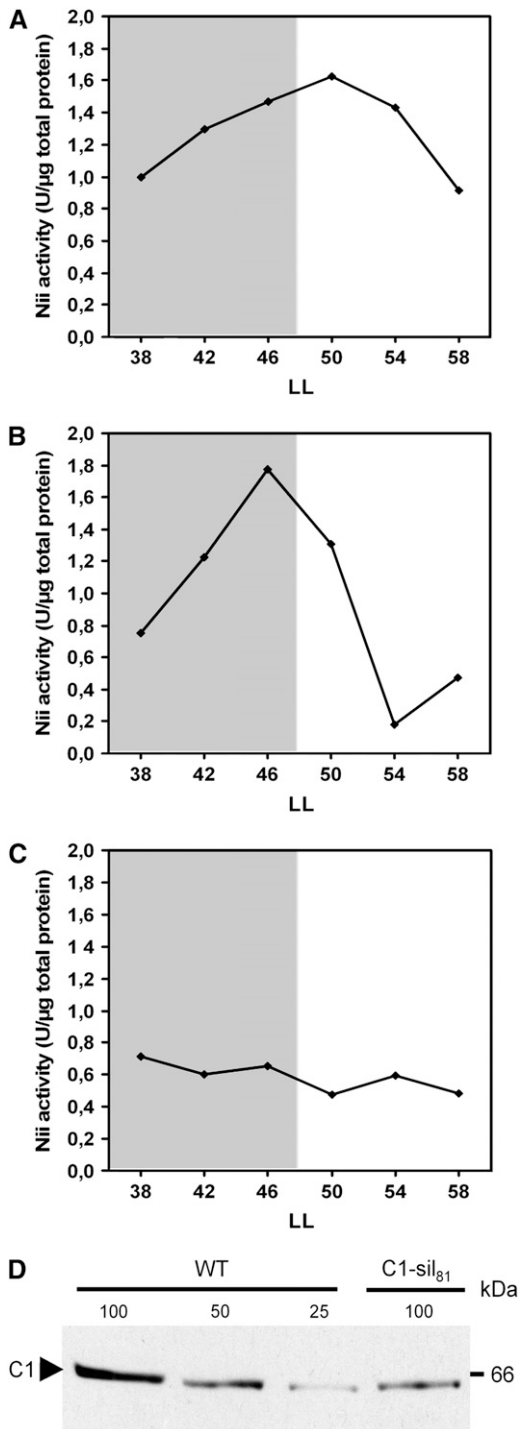 A
Nii activity (U/µg total protein)
2,0
1,8
1,6
1,4
1,2
1,0
0,8
0,6
0,4
0,2
0,0
38 42 46 50 54 58
LL
B
Nii activity (U/µg total protein)
2,0
1,8
1,6
1,4
1,2
1,0
0,8
0,6
0,4
0,2
0,0
38 42 46 50 54 58
LL
C
Nii activity (U/µg total protein)
2,0
1,8
1,6
1 4
1,2
1,0
0,8
0,6
0,4
0,2
0,0
38 42 46 50 54 58
LL
D
WT C1-sil81
kDa
100 50 25 100
C1 66